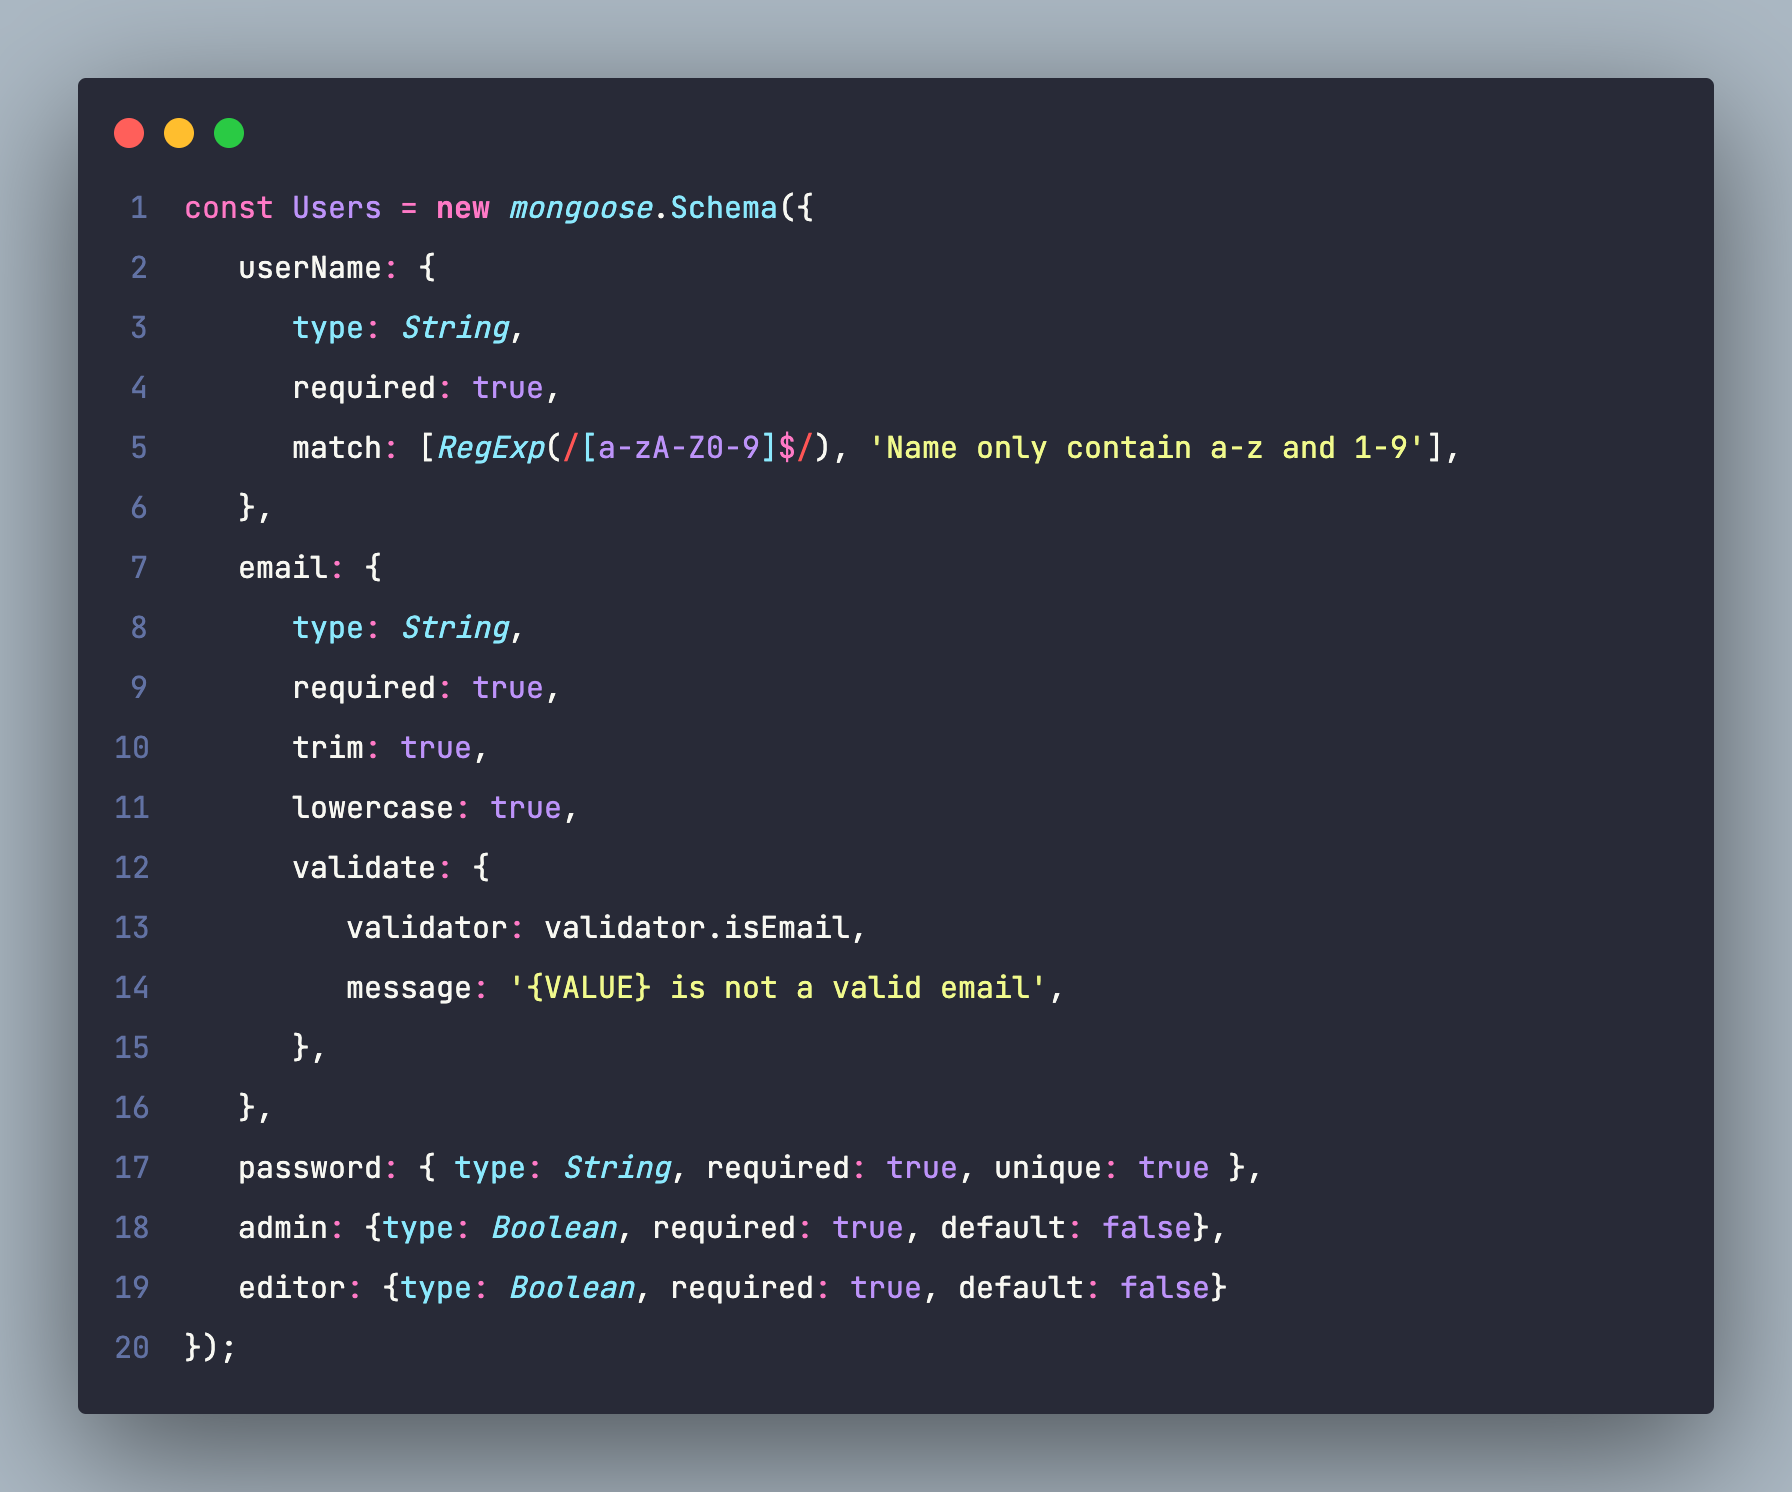 1 const Users = new mongoose.Schema({
2 userName: {
3 type: String,
4 required: true,
5 match: [RegExp(/[a-zA-Z0-9]$/), 'Name only contain a-z and 1-9'],
6 },
7 email: {
8 type: String,
9 required: true,
10 trim: true,
11 lowercase: true,
12 validate: {
13 validator: validator.isEmail,
14 message: '{VALUE} is not a valid email',
15 },
16 },
17 password: { type: String, required: true, unique: true },
18 admin: {type: Boolean, required: true, default: false},
19 editor: {type: Boolean, required: true, default: false}
20 });